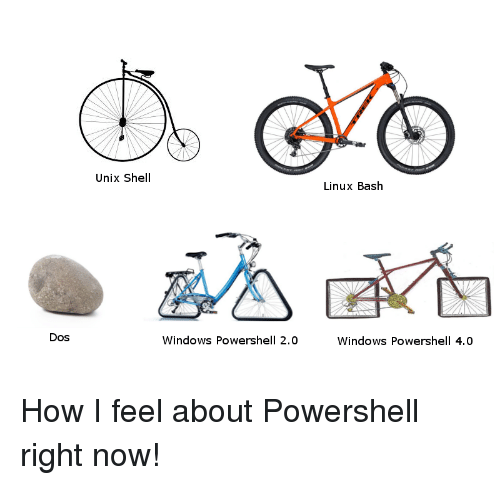 Unix Shell
Linux Bash
Dos
Windows Powershell 2.0
Windows Powershell 4.0
How I feel about Powershell
right now!